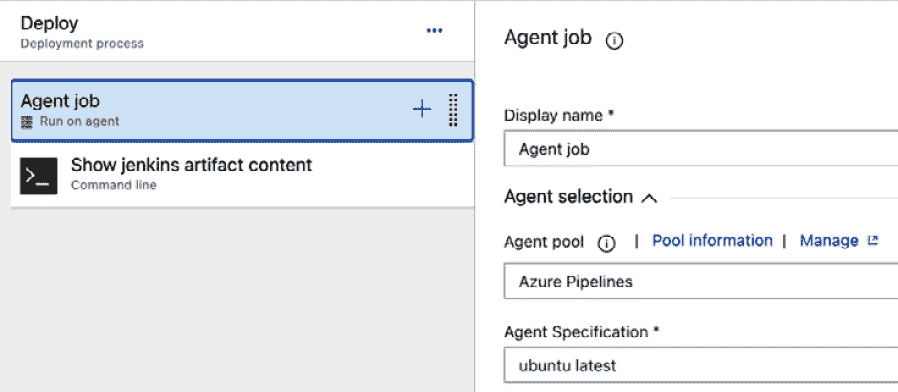 Deploy
Deployment process
...
Agent job
Run on agent
Show jenkins artifact content
Command line
Agent job
Display name *
Agent job
Agent selection
Agent pool | Pool information | Manage
Azure Pipelines
Agent Specification *
ubuntu latest